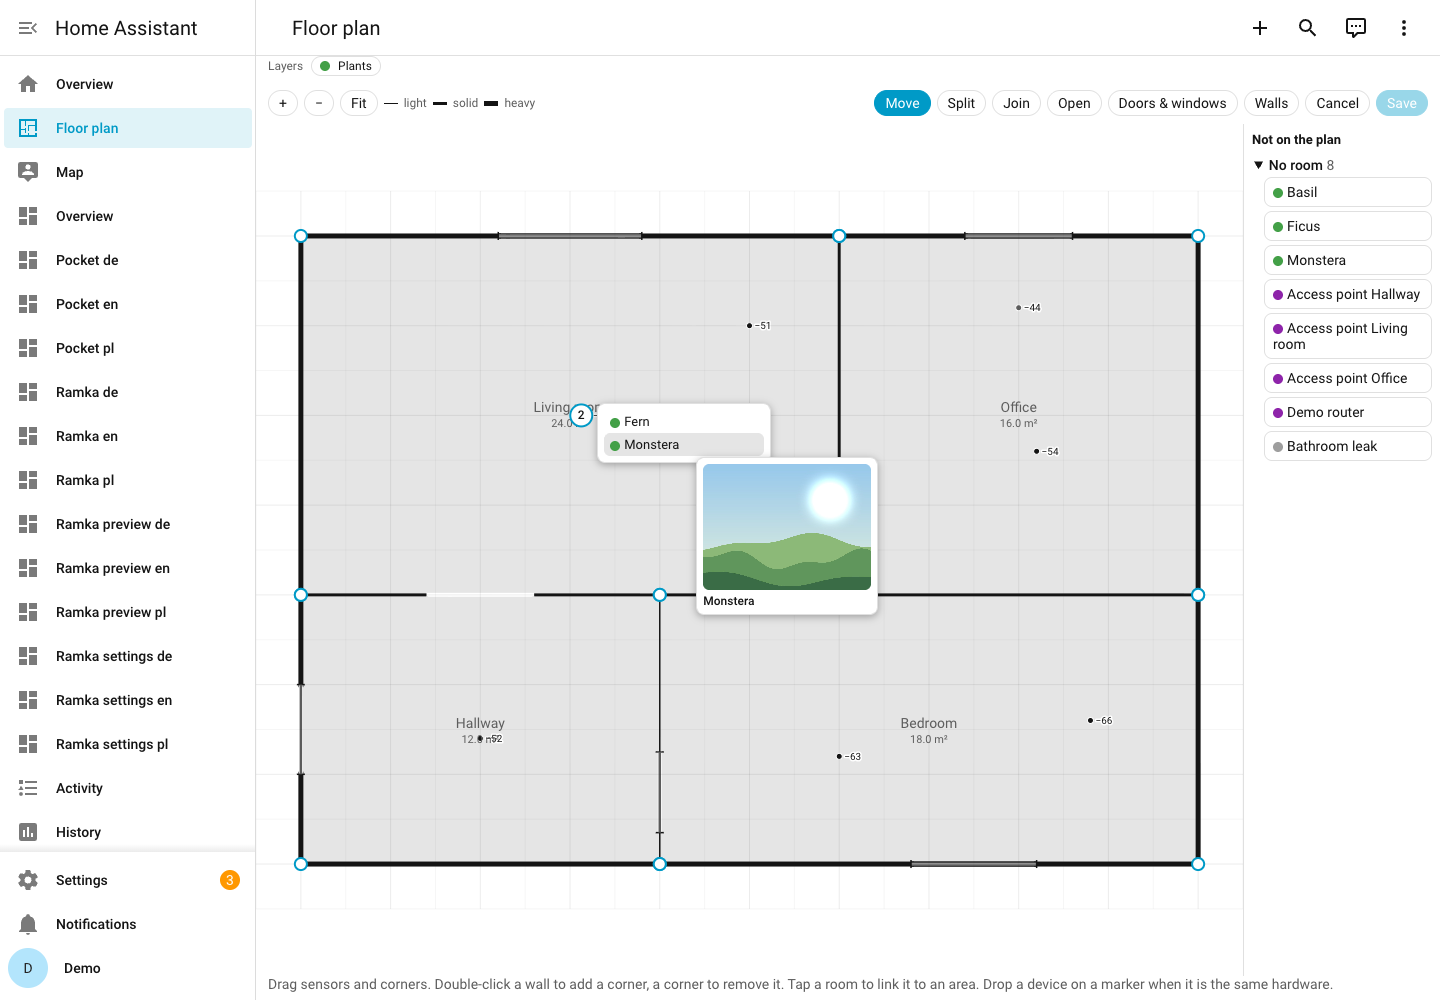 Home Assistant
Floor plan
Overview
Floor plan
Map
Overview
Pocket de
Pocket en
Pocket pl
Ramka de
Ramka en
Ramka pl
Ramka preview de
Ramka preview en
Ramka preview pl
Ramka settings de
Ramka settings en
Ramka settings pl
Activity
History
Settings 3
Notifications
D Demo
Layers Plants
+ − Fit light solid heavy
Move Split Join Open Doors & windows Walls Cancel Save
Not on the plan
No room 8
Basil
Ficus
Monstera
Access point Hallway
Access point Living
room
Access point Office
Demo router
Bathroom leak
−51
−44
Office
16.0 m²
−54
2
Fern
Monstera
Monstera
Hallway
−52
Bedroom
18.0 m²
−66
−63
Drag sensors and corners. Double-click a wall to add a corner, a corner to remove it. Tap a room to link it to an area. Drop a device on a marker when it is the same hardware.